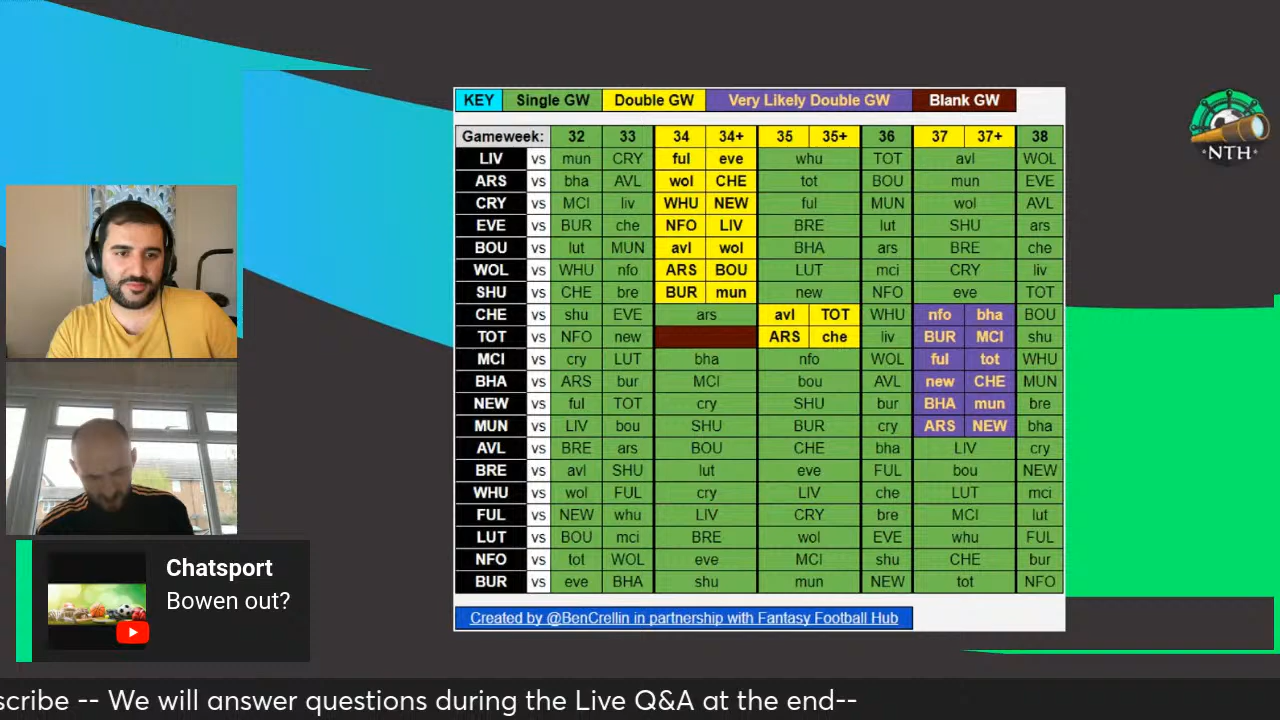 KEY Single GW Double GW Very Likely Double GW Blank GW
Gameweek: 32 33 34 34+ 35 35+ 36 37 37+ 38
LIV vs mun CRY ful eve whu TOT avl WOL
ARS vs bha AVL wol CHE tot BOU mun EVE
CRY vs MCI liv WHU NEW ful MUN wol AVL
EVE vs BUR che NFO LIV BRE lut SHU ars
BOU vs lut MUN avl wol BHA ars BRE che
WOL vs WHU nfo ARS BOU LUT mci CRY liv
SHU vs CHE bre BUR mun new NFO eve TOT
CHE vs shu EVE ars avl TOT WHU nfo bha BOU
TOT vs NFO new ARS che liv BUR MCI shu
MCI vs cry LUT bha nfo WOL ful tot WHU
BHA vs ARS bur MCI bou AVL new CHE MUN
NEW vs ful TOT cry SHU bur BHA mun bre
MUN vs LIV bou SHU BUR cry ARS NEW bha
AVL vs BRE ars BOU CHE bha LIV cry
BRE vs avl SHU lut eve FUL bou NEW
WHU vs wol FUL cry LIV che LUT mci
FUL vs NEW whu LIV CRY bre MCI lut
LUT vs BOU mci BRE wol EVE whu FUL
NFO vs tot WOL eve MCI shu CHE bur
BUR vs eve BHA shu mun NEW tot NFO
Created by @BenCrellin in partnership with Fantasy Football Hub
NTH
Chatsport
Bowen out?
scribe -- We will answer questions during the Live Q&A at the end--